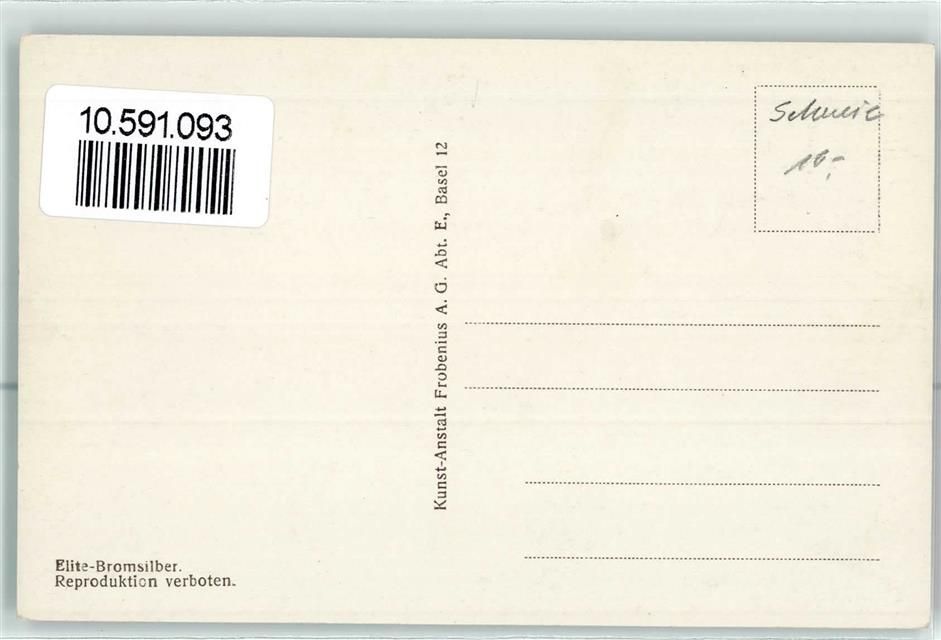 10.591.093
Schweiz
10.-
Kunst-Anstalt Frobenius A. G. Abt. E., Basel 12
Elite-Bromsilber.
Reproduktion verboten.